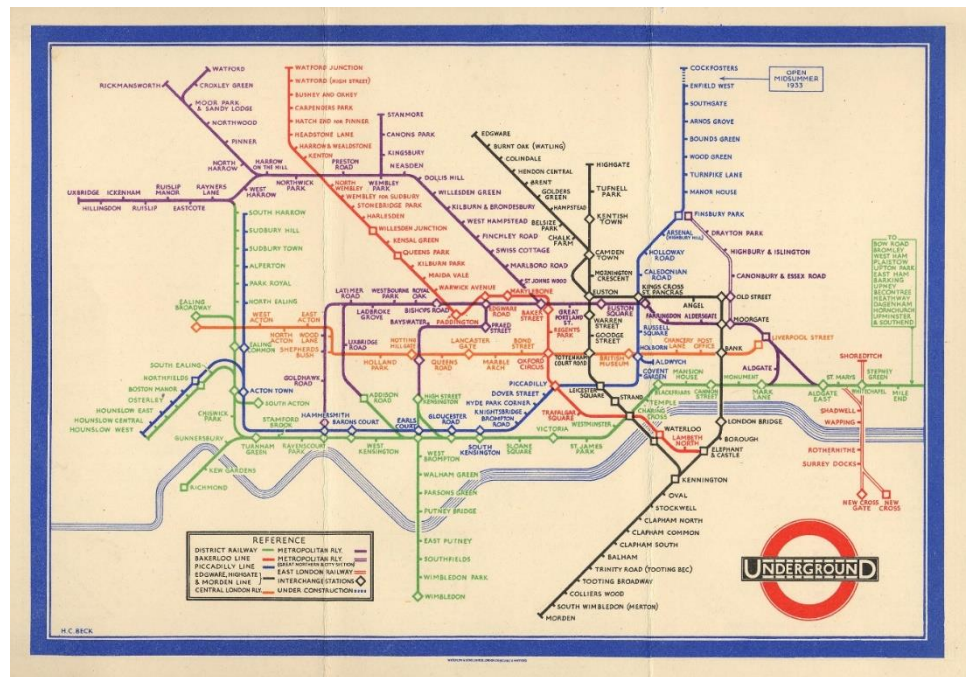 WATFORD
CROXLEY GREEN
RICKMANSWORTH
MOOR PARK
& SANDY LODGE
NORTHWOOD
PINNER
NORTH
HARROW
HARROW
ON THE HILL
WATFORD JUNCTION
WATFORD (HIGH STREET)
BUSHEY AND OXHEY
CARPENDERS PARK
HATCH END FOR PINNER
HEADSTONE LANE
HARROW & WEALDSTONE
KENTON
STANMORE
CANONS PARK
KINGSBURY
NORTHWICK
PARK
PRESTON
ROAD
WEMBLEY
PARK
NEASDEN
DOLLIS HILL
WILLESDEN GREEN
KILBURN & BRONDESBURY
WEST HAMPSTEAD
FINCHLEY ROAD
SWISS COTTAGE
MARLBORO ROAD
ST JOHNS WOOD
EDGWARE
BURNT OAK (WATLING)
COLINDALE
HENDON CENTRAL
BRENT
GOLDERS
GREEN
HAMPSTEAD
BELSIZE
PARK
CHALK
FARM
HIGHGATE
TUFNELL
PARK
KENTISH
TOWN
CAMDEN
TOWN
MORNINGTON
CRESCENT
EUSTON
COCKFOSTERS
OPEN
MIDSUMMER
1933
ENFIELD WEST
SOUTHGATE
ARNOS GROVE
BOUNDS GREEN
WOOD GREEN
TURNPIKE LANE
MANOR HOUSE
FINSBURY PARK
ARSENAL
(HIGHBURY HILL)
HOLLOWAY
ROAD
CALEDONIAN
ROAD
KINGS CROSS
ST. PANCRAS
DRAYTON PARK
HIGHBURY & ISLINGTON
CANONBURY & ESSEX ROAD
OLD STREET
MOORGATE
ANGEL
UXBRIDGE
ICKENHAM
RUISLIP
MANOR
RAYNERS
LANE
HILLINGDON
RUISLIP
EASTCOTE
WEST
HARROW
SOUTH HARROW
SUDBURY HILL
SUDBURY TOWN
ALPERTON
PARK ROYAL
NORTH EALING
EALING
COMMON
EALING
BROADWAY
NORTH
WEMBLEY
WEMBLEY FOR SUDBURY
STONEBRIDGE PARK
HARLESDEN
WILLESDEN JUNCTION
KENSAL GREEN
QUEENS PARK
KILBURN PARK
MAIDA VALE
WARWICK AVENUE
PADDINGTON
EDGWARE
ROAD
MARYLEBONE
BAKER
STREET
LATIMER
ROAD
LADBROKE
GROVE
WESTBOURNE
PARK
ROYAL
OAK
BISHOPS ROAD
BAYSWATER
PRAED
STREET
GREAT
PORTLAND
ST.
REGENTS
PARK
EUSTON
SQUARE
WARREN
STREET
GOODGE
STREET
RUSSELL
SQUARE
FARRINGDON
ALDERSGATE
WEST
ACTON
EAST
ACTON
NORTH
ACTON
WOOD
LANE
SHEPHERDS
BUSH
UXBRIDGE
ROAD
GOLDHAWK
ROAD
HOLLAND
PARK
NOTTING
HILL GATE
QUEENS
ROAD
LANCASTER
GATE
MARBLE
ARCH
BOND
STREET
OXFORD
CIRCUS
TOTTENHAM
COURT ROAD
BRITISH
MUSEUM
HOLBORN
CHANCERY
LANE
POST
OFFICE
BANK
LIVERPOOL STREET
ALDWYCH
COVENT
GARDEN
LEICESTER
SQUARE
PICCADILLY
DOVER STREET
HYDE PARK CORNER
KNIGHTSBRIDGE
BROMPTON
ROAD
STRAND
TRAFALGAR
SQUARE
CHARING
CROSS
TEMPLE
BLACKFRIARS
MANSION
HOUSE
CANNON
STREET
MONUMENT
MARK
LANE
ALDGATE
ALDGATE
EAST
ST. MARYS
WHITECHAPEL
STEPNEY
GREEN
MILE
END
TO
BOW ROAD
BROMLEY
WEST HAM
PLAISTOW
UPTON PARK
EAST HAM
BARKING
UPNEY
BECONTREE
HEATHWAY
DAGENHAM
HORNCHURCH
UPMINSTER
& SOUTHEND
SHOREDITCH
SHADWELL
WAPPING
ROTHERHITHE
SURREY DOCKS
NEW CROSS
GATE
NEW
CROSS
SOUTH EALING
NORTHFIELDS
BOSTON MANOR
OSTERLEY
HOUNSLOW EAST
HOUNSLOW CENTRAL
HOUNSLOW WEST
ACTON TOWN
SOUTH ACTON
CHISWICK
PARK
GUNNERSBURY
KEW GARDENS
RICHMOND
TURNHAM
GREEN
STAMFORD
BROOK
RAVENSCOURT
PARK
HAMMERSMITH
BARONS COURT
WEST
KENSINGTON
ADDISON
ROAD
EARLS
COURT
HIGH STREET
KENSINGTON
GLOUCESTER
ROAD
SOUTH
KENSINGTON
SLOANE
SQUARE
VICTORIA
ST. JAMES
PARK
WESTMINSTER
WATERLOO
LAMBETH
NORTH
ELEPHANT
& CASTLE
BOROUGH
LONDON BRIDGE
KENNINGTON
OVAL
STOCKWELL
CLAPHAM NORTH
CLAPHAM COMMON
CLAPHAM SOUTH
BALHAM
TRINITY ROAD (TOOTING BEC)
TOOTING BROADWAY
COLLIERS WOOD
SOUTH WIMBLEDON (MERTON)
MORDEN
WEST
BROMPTON
WALHAM GREEN
PARSONS GREEN
PUTNEY BRIDGE
EAST PUTNEY
SOUTHFIELDS
WIMBLEDON PARK
WIMBLEDON
REFERENCE
DISTRICT RAILWAY
BAKERLOO LINE
PICCADILLY LINE
EDGWARE, HIGHGATE
& MORDEN LINE
CENTRAL LONDON RLY.
METROPOLITAN RLY.
METROPOLITAN RLY.
(GREAT NORTHERN & CITY SECTION)
EAST LONDON RAILWAY
INTERCHANGE STATIONS
UNDER CONSTRUCTION
UNDERGROUND
H.C. BECK